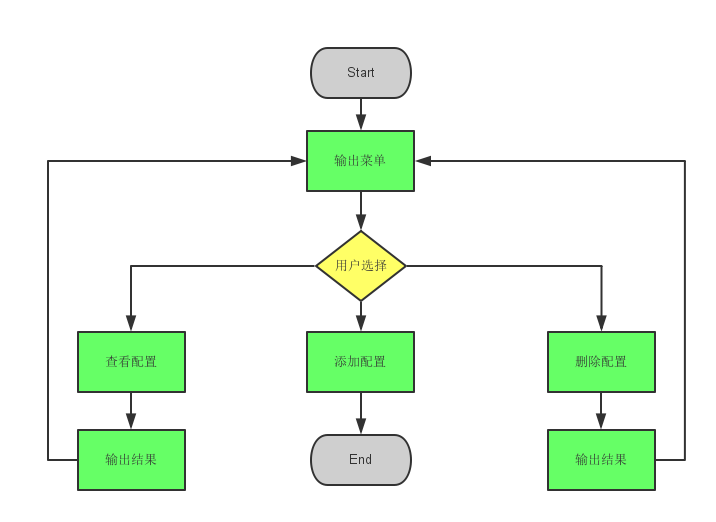 Start
输出菜单
用户选择
查看配置
添加配置
删除配置
输出结果
End
输出结果